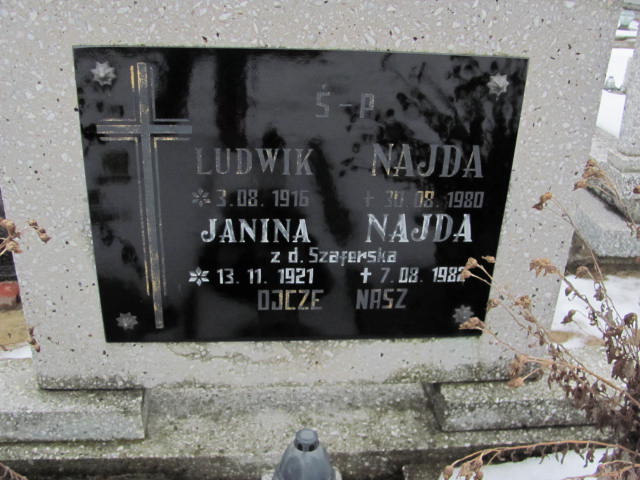 Ś-P
LUDWIK NAJDA
* 3.08.1916 + 30.08.1980
JANINA NAJDA
z d. Szaferska
* 13.11.1921 + 7.08.1982
OJCZE NASZ